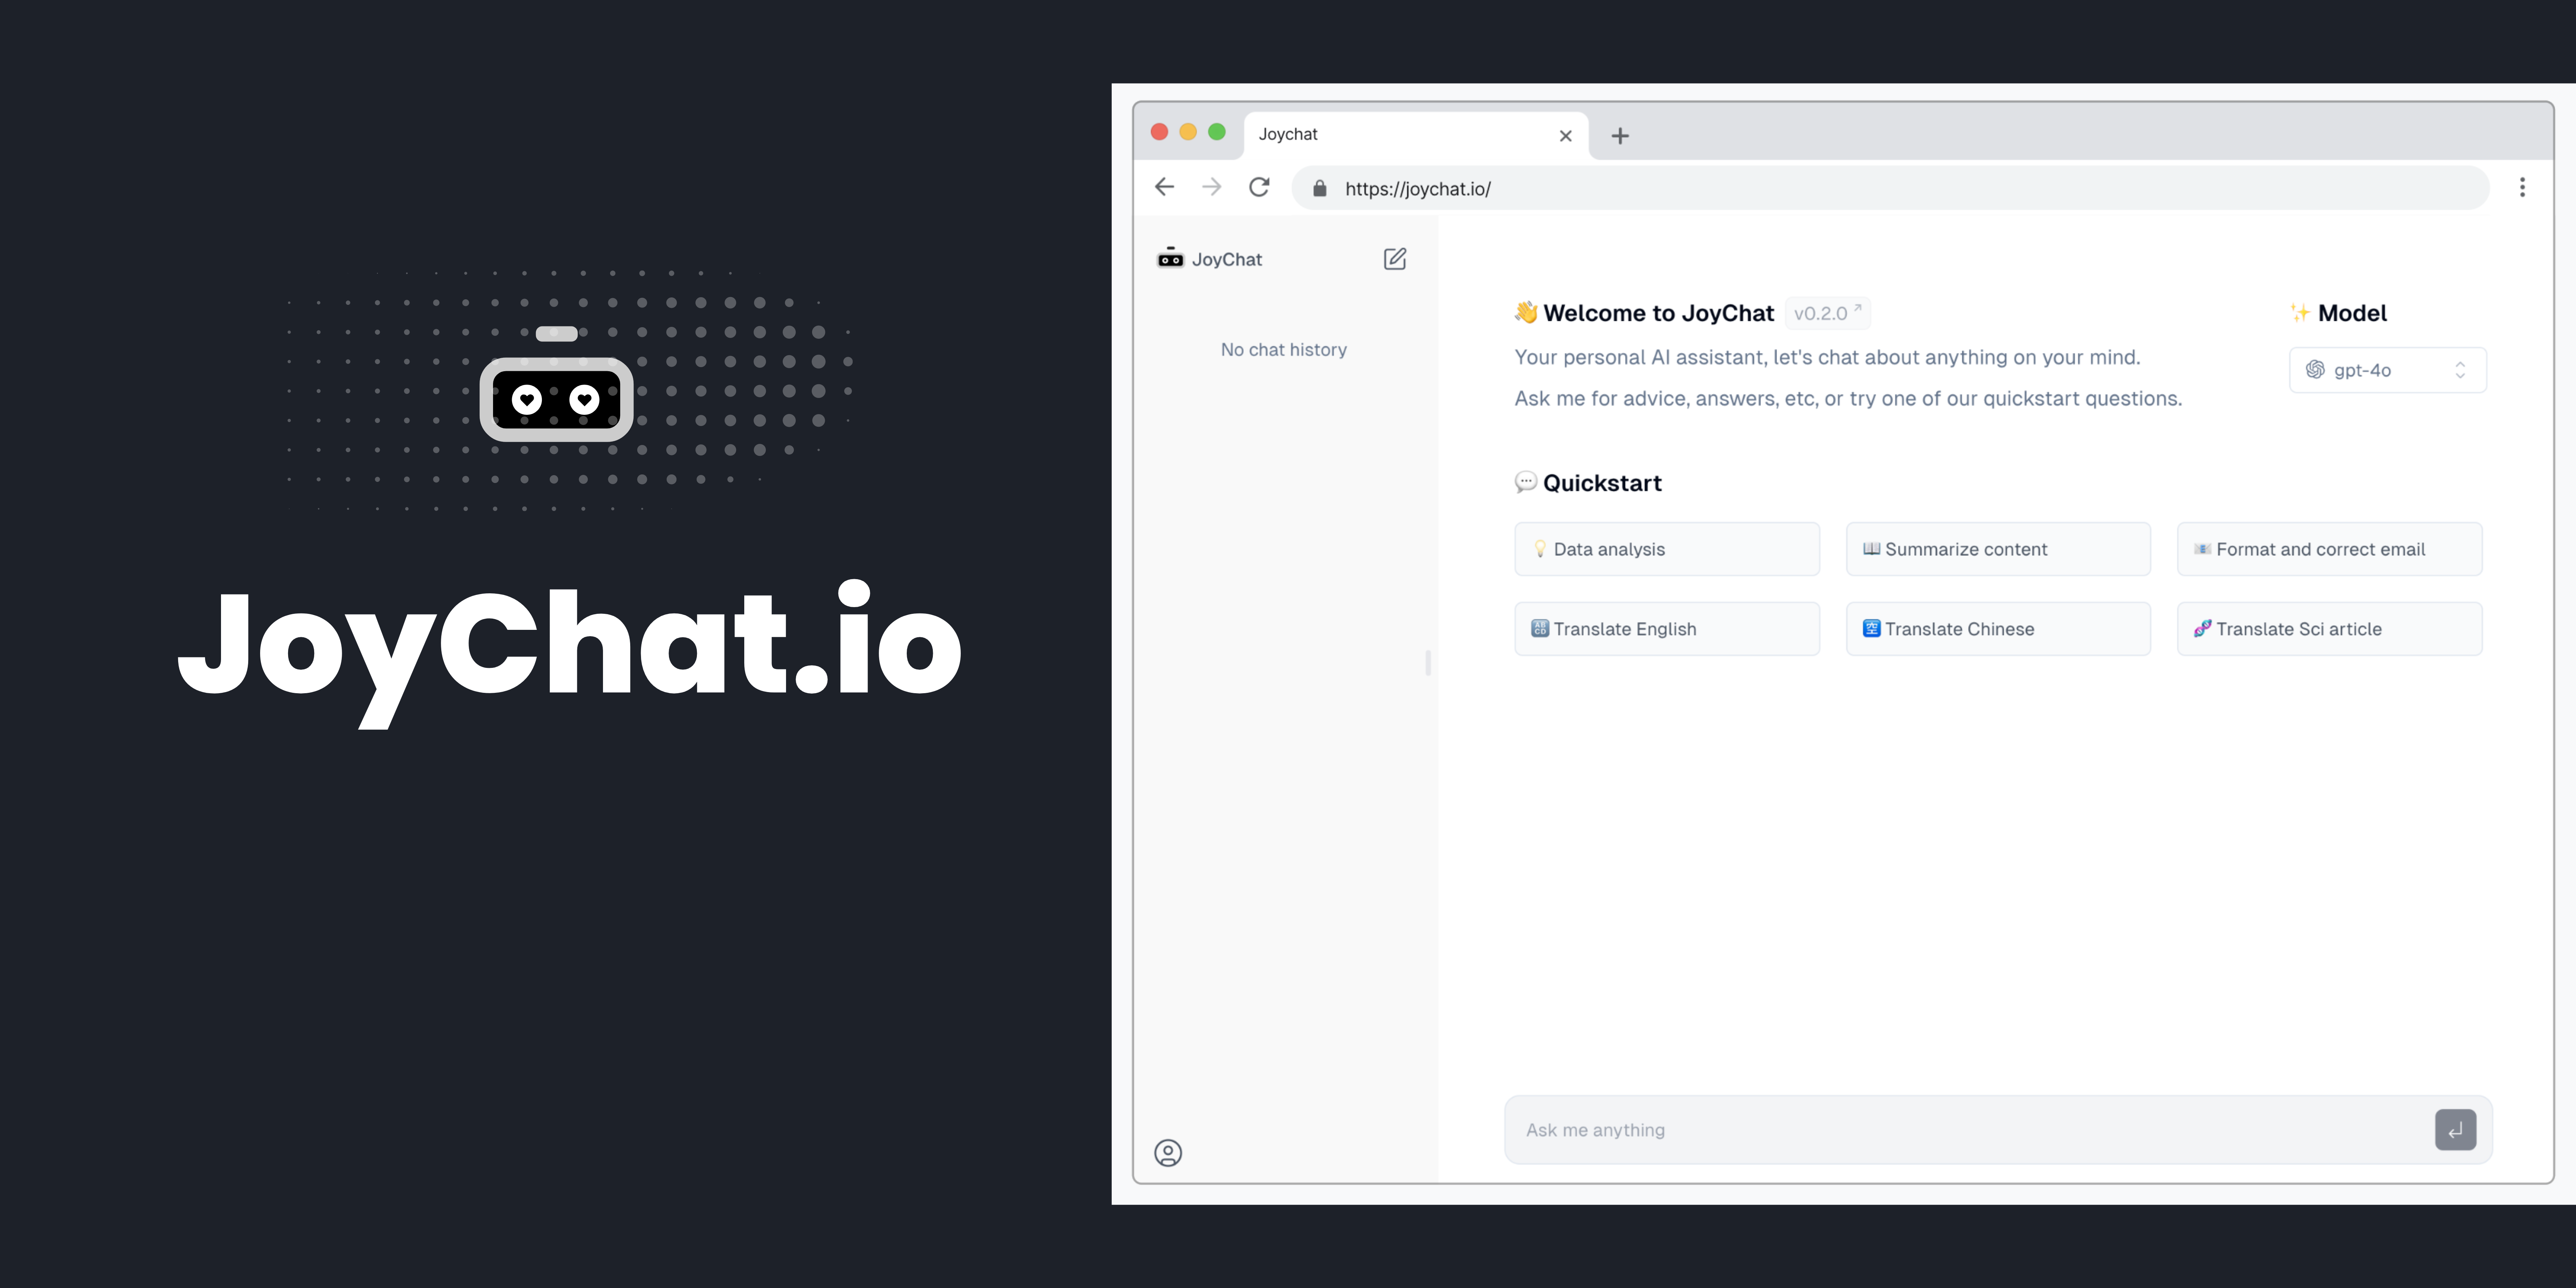 JoyChat.io
Joychat
https://joychat.io/
JoyChat
No chat history
👋 Welcome to JoyChat v0.2.0 ↗
Your personal AI assistant, let's chat about anything on your mind.
Ask me for advice, answers, etc, or try one of our quickstart questions.
✨ Model
gpt-4o
💬 Quickstart
💡 Data analysis
📖 Summarize content
📧 Format and correct email
🔠 Translate English
🈳 Translate Chinese
🧬 Translate Sci article
Ask me anything